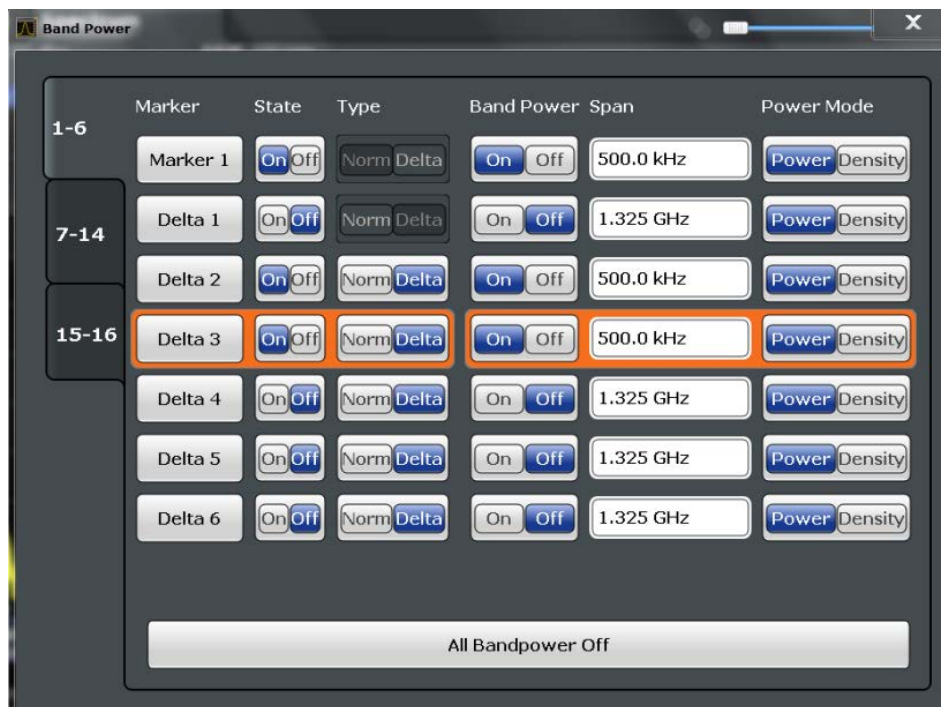 Band Power
X
1-6
7-14
15-16
Marker State Type Band Power Span Power Mode
Marker 1 On Off Norm Delta On Off 500.0 kHz Power Density
Delta 1 On Off Norm Delta On Off 1.325 GHz Power Density
Delta 2 On Off Norm Delta On Off 500.0 kHz Power Density
Delta 3 On Off Norm Delta On Off 500.0 kHz Power Density
Delta 4 On Off Norm Delta On Off 1.325 GHz Power Density
Delta 5 On Off Norm Delta On Off 1.325 GHz Power Density
Delta 6 On Off Norm Delta On Off 1.325 GHz Power Density
All Bandpower Off